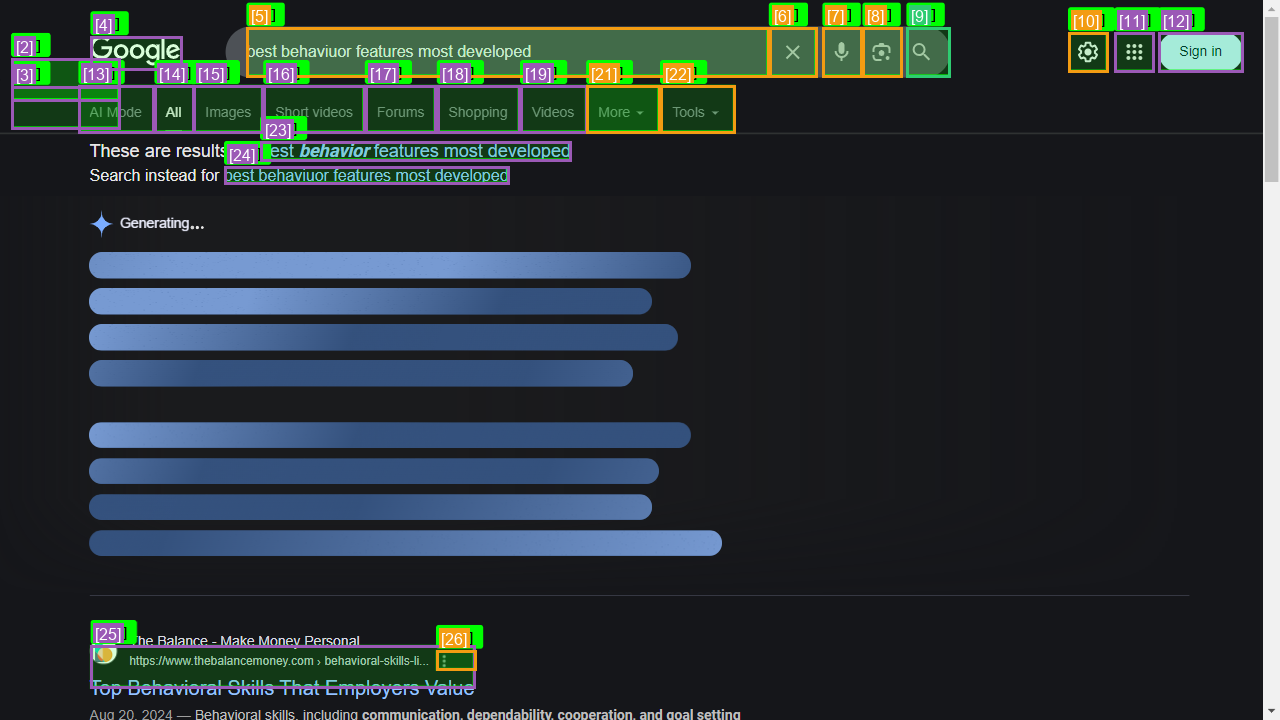 [2]
[3]
[4]
Google
[5]
best behaviuor features most developed
[6]
[7]
[8]
[9]
[10]
[11]
[12]
Sign in
[13]
AI Mode
[14]
All
[15]
Images
[16]
Short videos
[17]
Forums
[18]
Shopping
[19]
Videos
[21]
More
[22]
Tools
[23]
These are results
best behavior features most developed
[24]
Search instead for best behaviuor features most developed
Generating...
[25]
The Balance - Make Money Personal
[26]
https://www.thebalancemoney.com › behavioral-skills-li...
Top Behavioral Skills That Employers Value
Aug 20, 2024 — Behavioral skills, including communication, dependability, cooperation, and goal setting